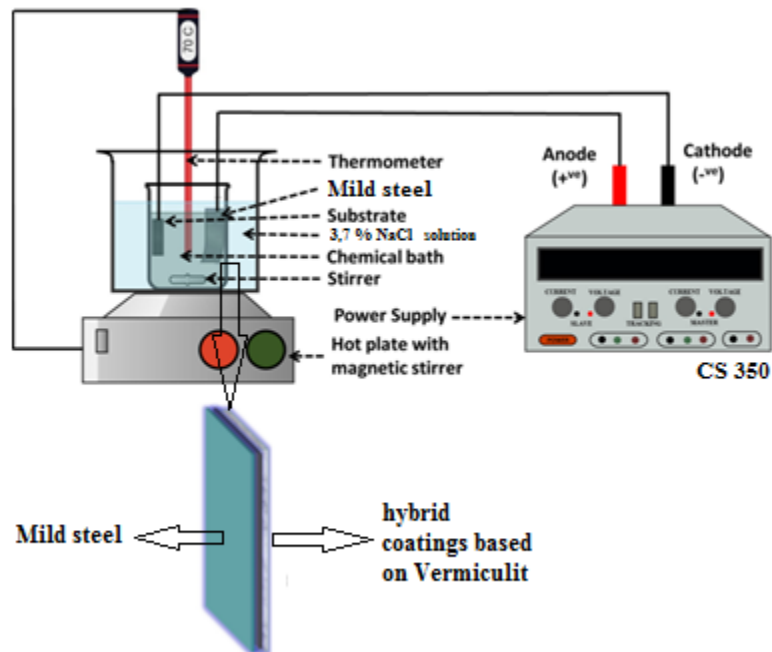 70 C
Thermometer
Mild steel
Substrate
3,7 % NaCl solution
Chemical bath
Stirrer
Power Supply
Hot plate with
magnetic stirrer
Anode
(+ve)
Cathode
(-ve)
CURRENT VOLTAGE CURRENT VOLTAGE
SLAVE TRACKING MASTER
POWER
CS 350
Mild steel
hybrid
coatings based
on Vermiculit